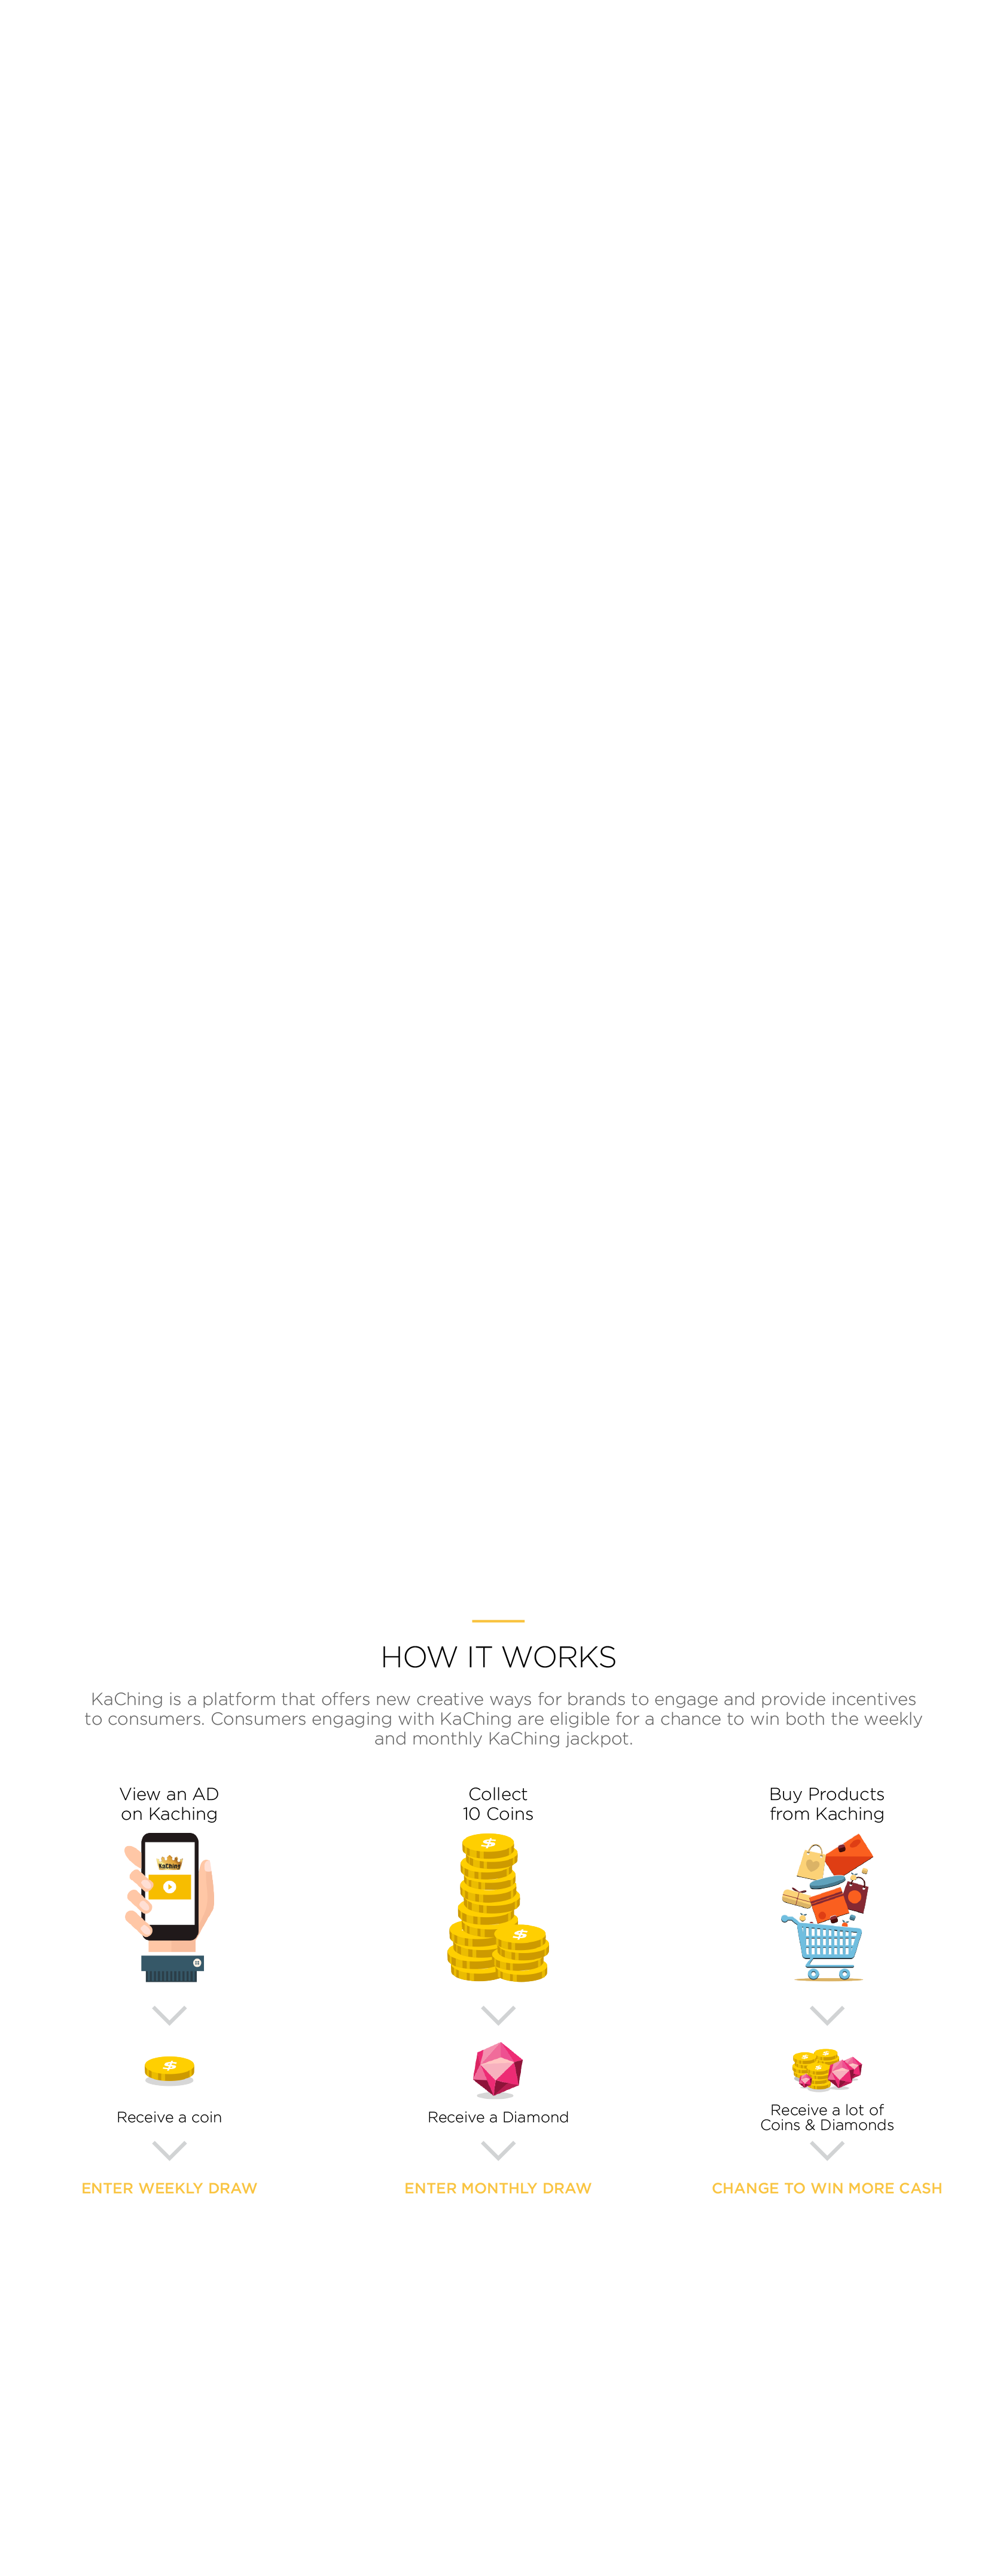 HOW IT WORKS
KaChing is a platform that offers new creative ways for brands to engage and provide incentives
to consumers. Consumers engaging with KaChing are eligible for a chance to win both the weekly
and monthly KaChing jackpot.
View an AD
on Kaching
KaChing
Receive a coin
ENTER WEEKLY DRAW
Collect
10 Coins
$
$
Receive a Diamond
ENTER MONTHLY DRAW
Buy Products
from Kaching
Receive a lot of
Coins & Diamonds
CHANGE TO WIN MORE CASH